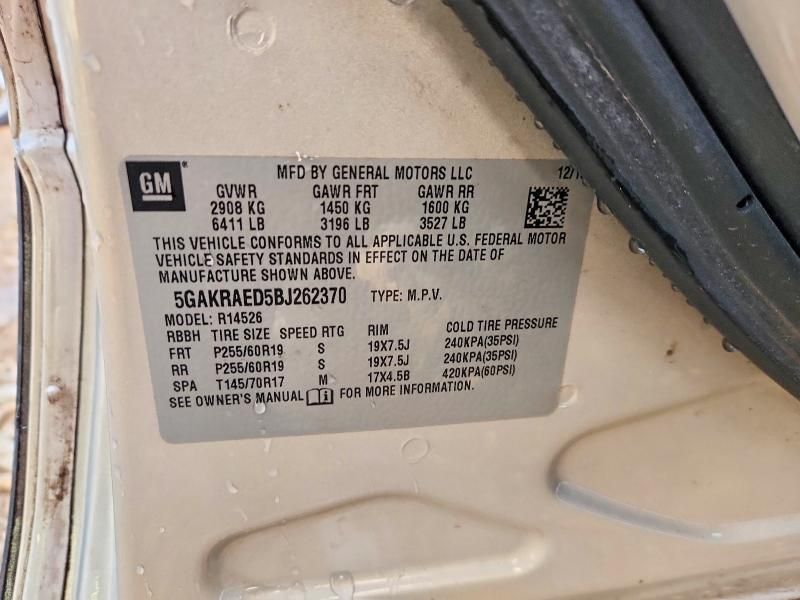 GM
MFD BY GENERAL MOTORS LLC 12/1
GVWR GAWR FRT GAWR RR
2908 KG 1450 KG 1600 KG
6411 LB 3196 LB 3527 LB
THIS VEHICLE CONFORMS TO ALL APPLICABLE U.S. FEDERAL MOTOR
VEHICLE SAFETY STANDARDS IN EFFECT ON THE DATE OF
MANUFACTURE SHOWN ABOVE.
5GAKRAED5BJ262370 TYPE: M.P.V.
MODEL: R14526
RBBH TIRE SIZE SPEED RTG RIM COLD TIRE PRESSURE
FRT P255/60R19 S 19X7.5J 240KPA(35PSI)
RR P255/60R19 S 19X7.5J 240KPA(35PSI)
SPA T145/70R17 M 17X4.5B 420KPA(60PSI)
SEE OWNER'S MANUAL i FOR MORE INFORMATION.